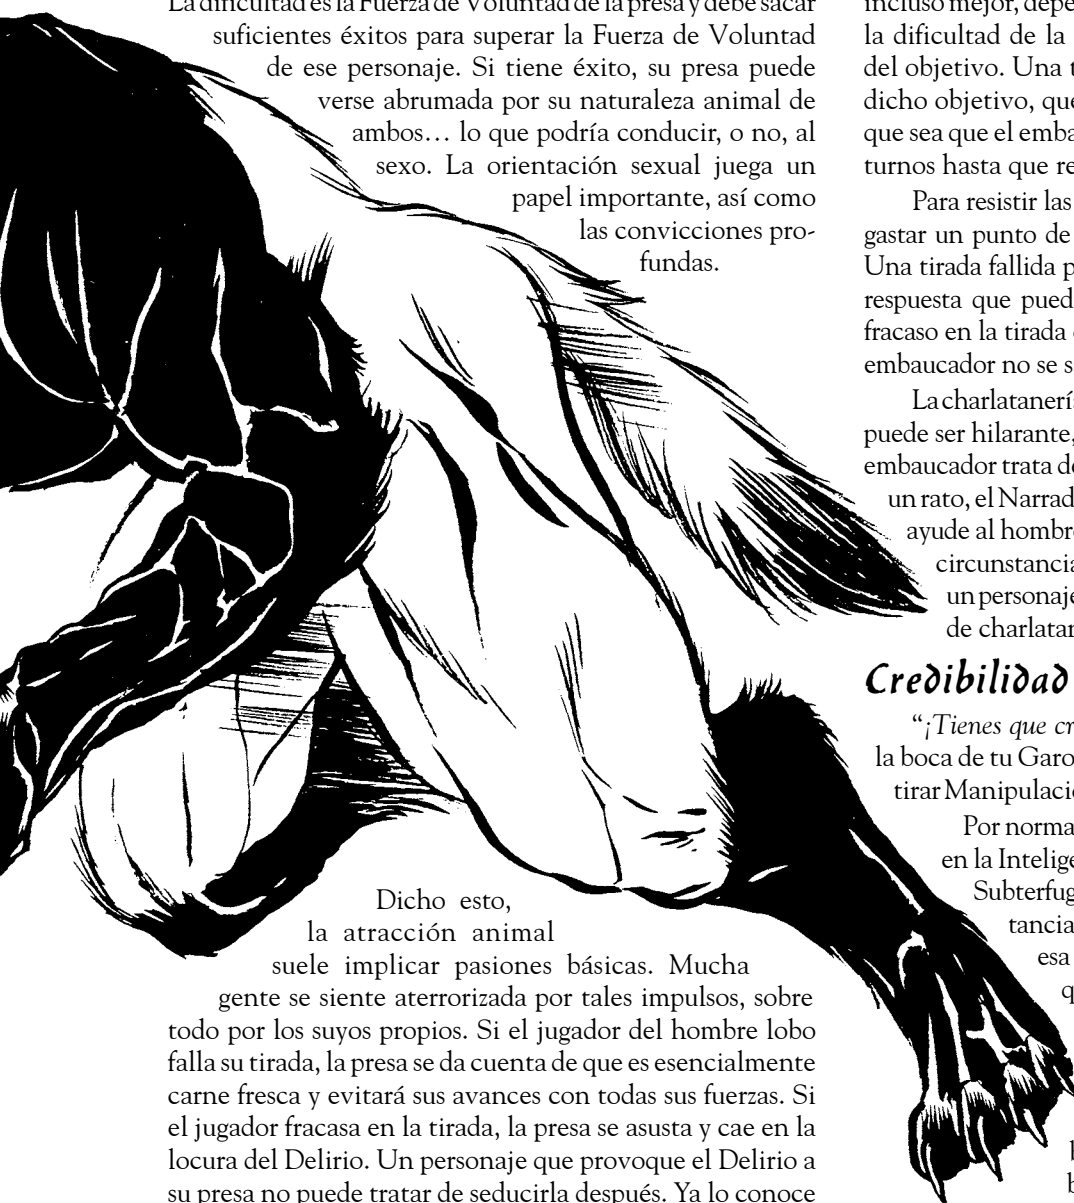 La dificultad es la Fuerza de Voluntad de la presa y debe sacar
suficientes éxitos para superar la Fuerza de Voluntad
de ese personaje. Si tiene éxito, su presa puede
verse abrumada por su naturaleza animal de
ambos… lo que podría conducir, o no, al
sexo. La orientación sexual juega un
papel importante, así como
las convicciones pro-
fundas.
Dicho esto,
la atracción animal
suele implicar pasiones básicas. Mucha
gente se siente aterrorizada por tales impulsos, sobre
todo por los suyos propios. Si el jugador del hombre lobo
falla su tirada, la presa se da cuenta de que es esencialmente
carne fresca y evitará sus avances con todas sus fuerzas. Si
el jugador fracasa en la tirada, la presa se asusta y cae en la
locura del Delirio. Un personaje que provoque el Delirio a
su presa no puede tratar de seducirla después. Ya lo conoce
incluso mejor, depe
la dificultad de la
del objetivo. Una t
dicho objetivo, que
que sea que el emba
turnos hasta que re
Para resistir las
gastar un punto de
Una tirada fallida p
respuesta que pued
fracaso en la tirada
embaucador no se s
La charlatanerí
puede ser hilarante,
embaucador trata de
un rato, el Narrad
ayude al hombre
circunstancia
un personaje
de charlatan
Credibilidad
“¡Tienes que cr
la boca de tu Garo
tirar Manipulació
Por norma
en la Intelige
Subterfug
tancia
esa
q
b
b